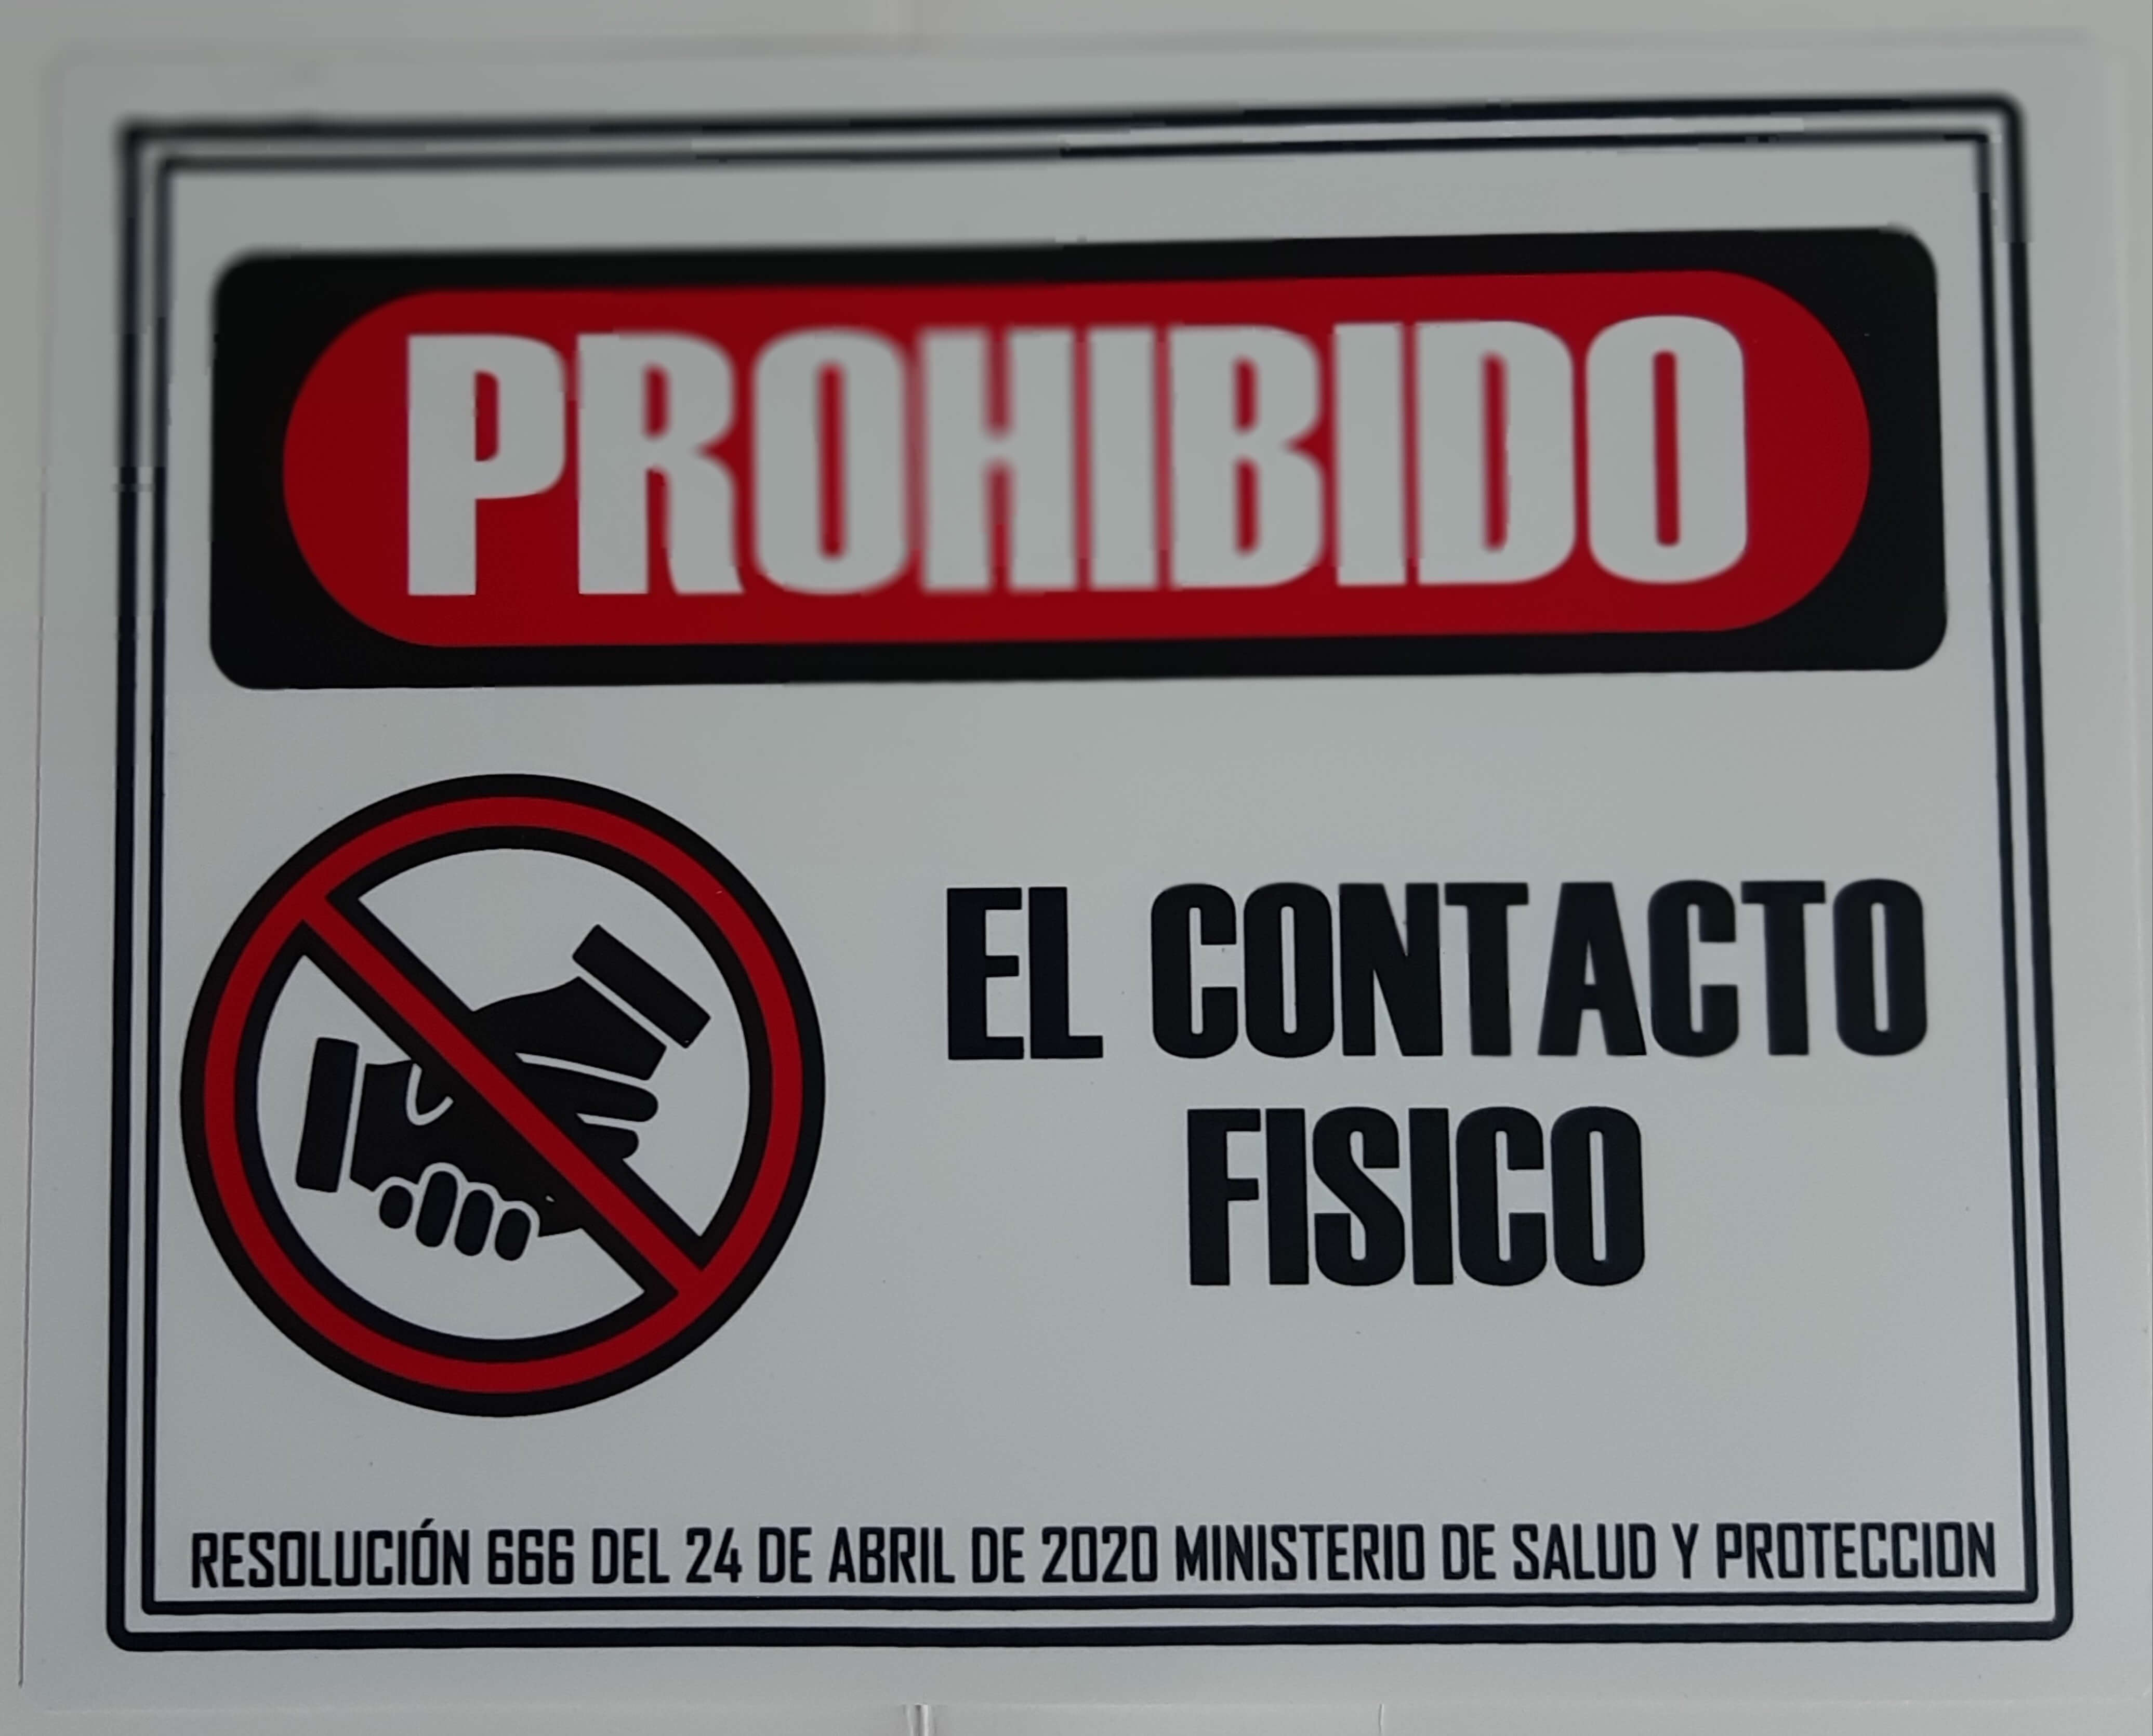 PROHIBIDO
EL CONTACTO
FISICO
RESOLUCIÓN 666 DEL 24 DE ABRIL DE 2020 MINISTERIO DE SALUD Y PROTECCION